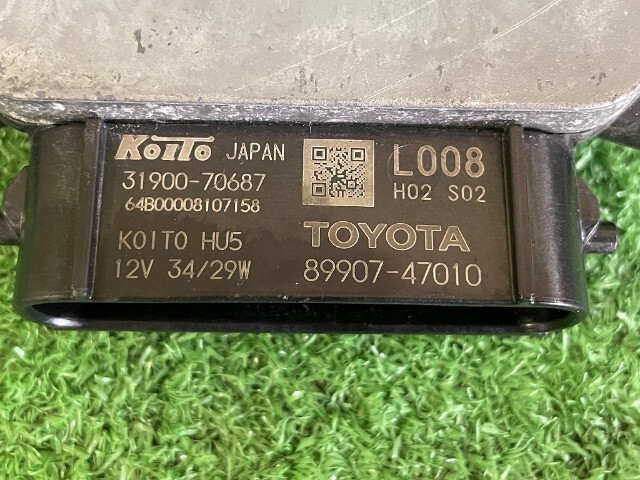 KOITO JAPAN
31900-70687
64B00008107158
KOITO HU5
12V 34/29W
L008
H02 S02
TOYOTA
89907-47010